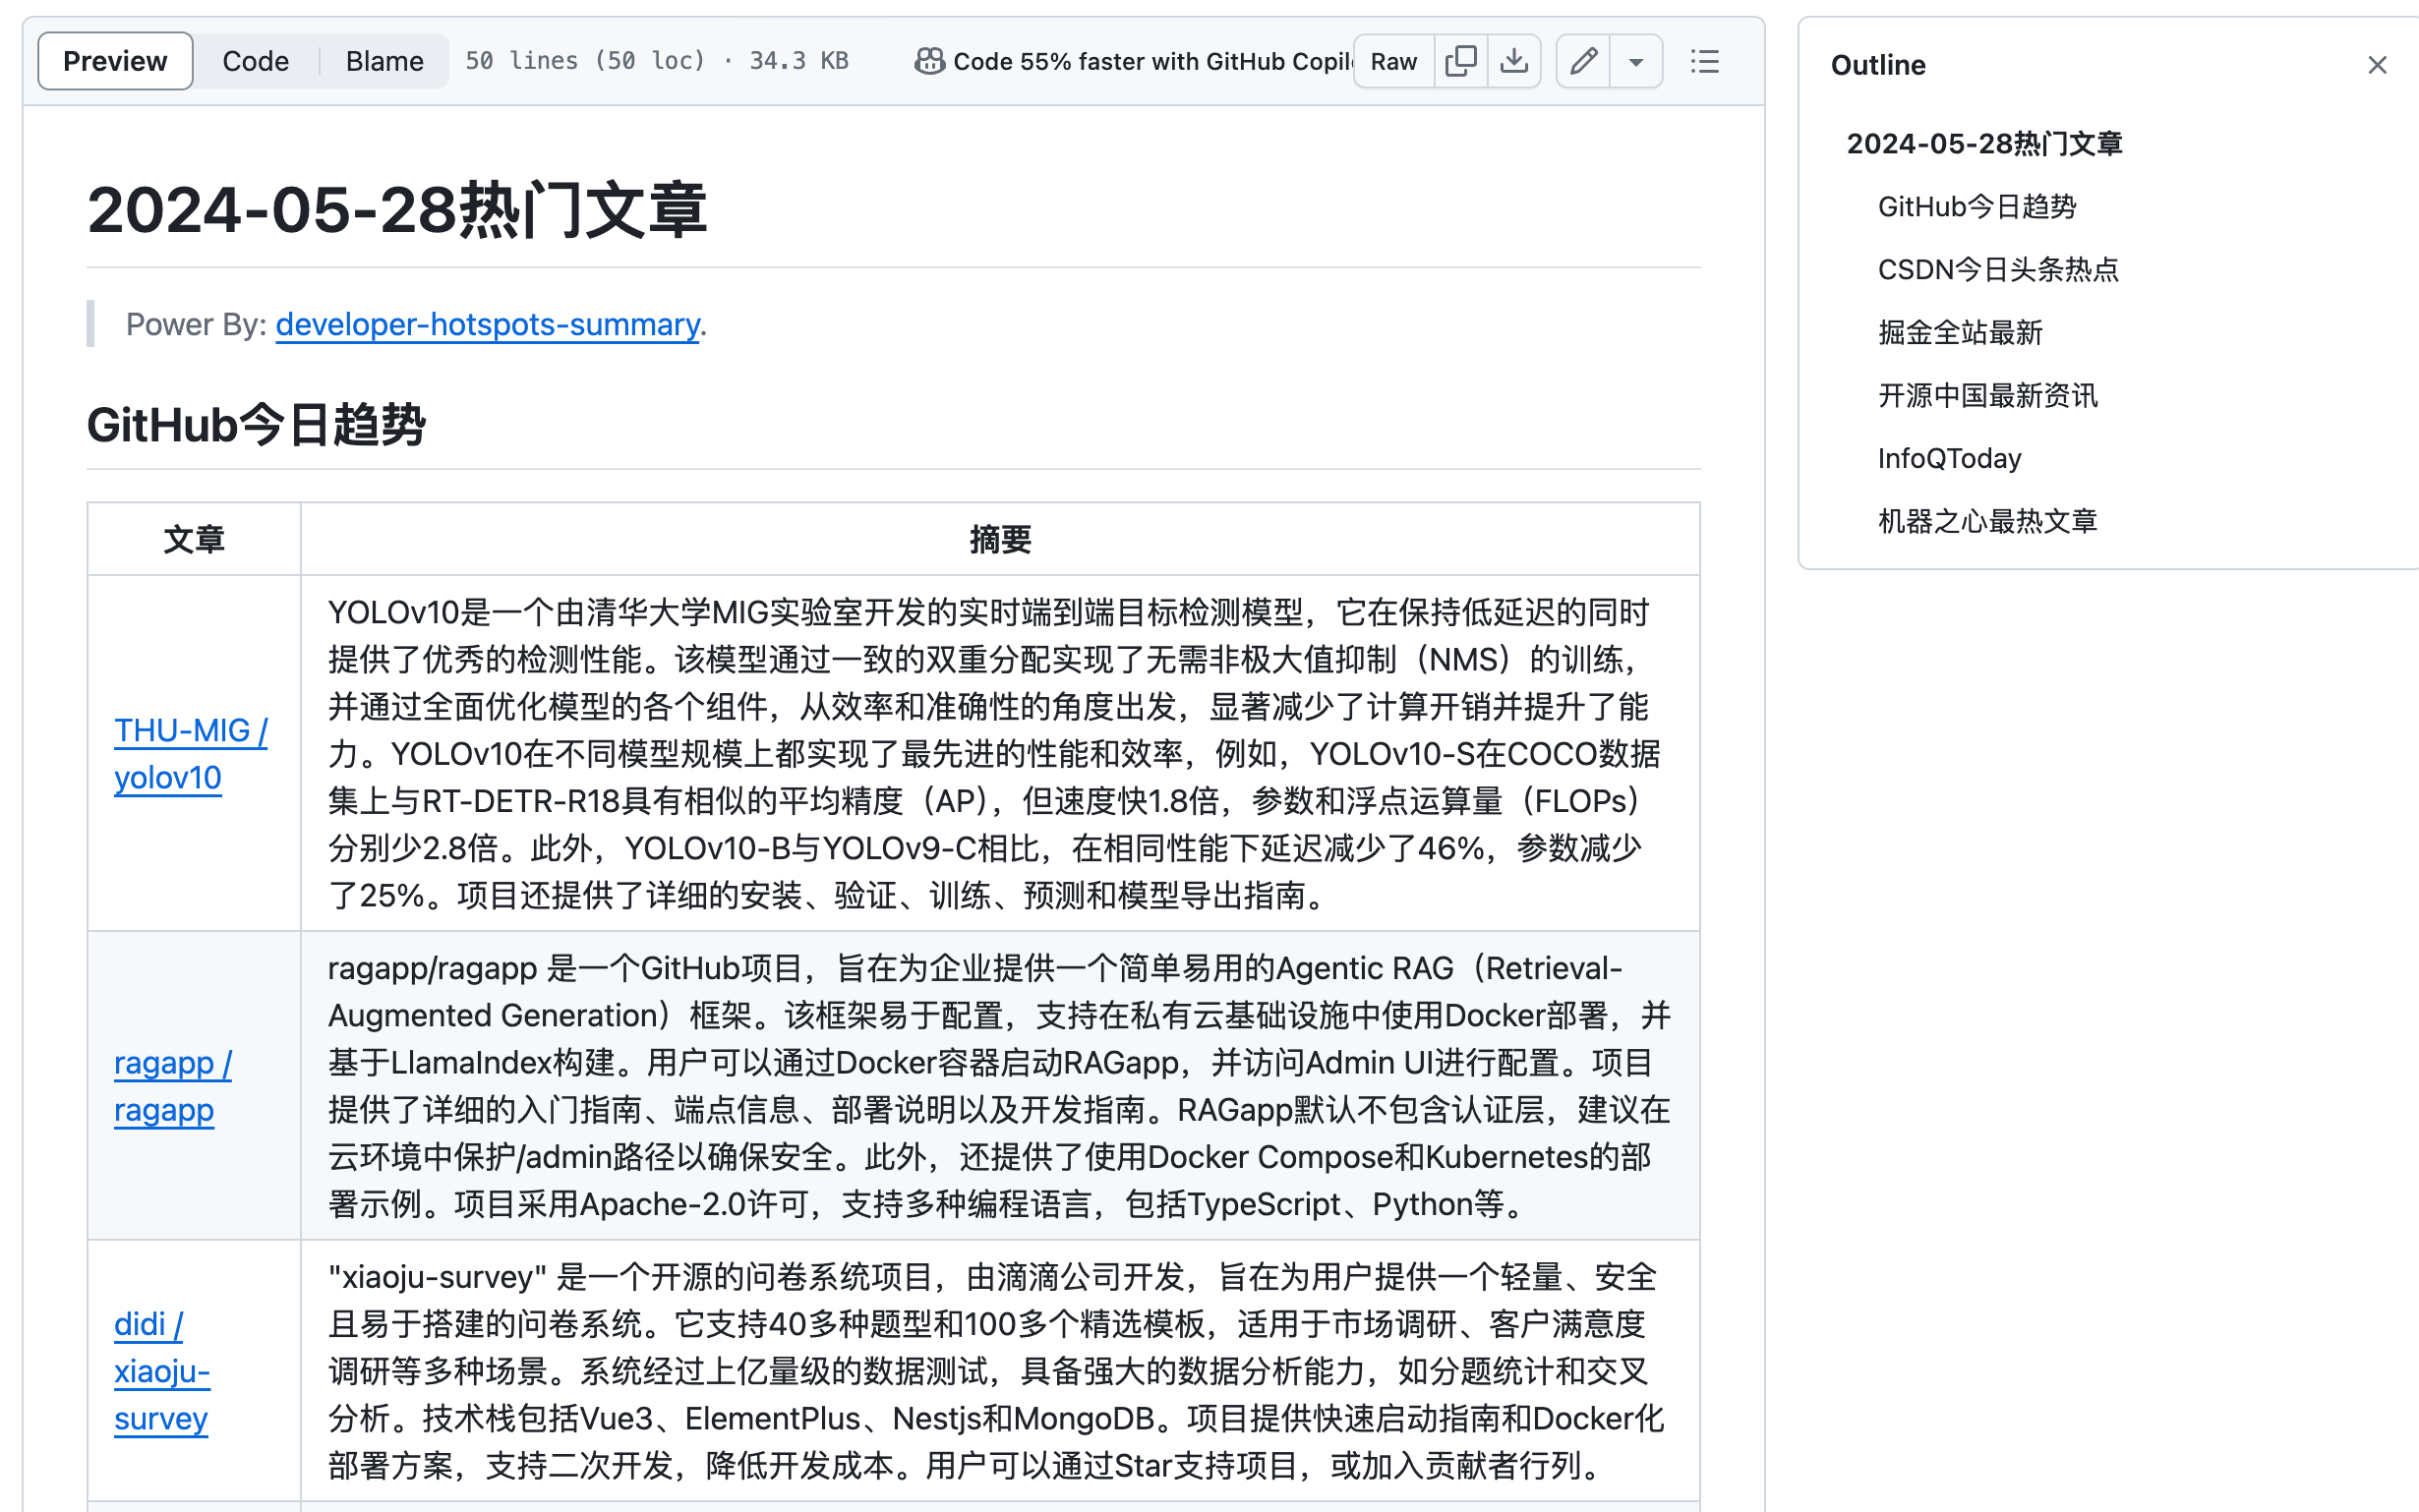 Preview Code Blame 50 lines (50 loc) · 34.3 KB Code 55% faster with GitHub Copil Raw
2024-05-28热门文章
Power By: developer-hotspots-summary.
GitHub今日趋势
文章 摘要
THU-MIG /
yolov10
YOLOv10是一个由清华大学MIG实验室开发的实时端到端目标检测模型，它在保持低延迟的同时
提供了优秀的检测性能。该模型通过一致的双重分配实现了无需非极大值抑制（NMS）的训练，
并通过全面优化模型的各个组件，从效率和准确性的角度出发，显著减少了计算开销并提升了能
力。YOLOv10在不同模型规模上都实现了最先进的性能和效率，例如，YOLOv10-S在COCO数据
集上与RT-DETR-R18具有相似的平均精度（AP），但速度快1.8倍，参数和浮点运算量（FLOPs）
分别少2.8倍。此外，YOLOv10-B与YOLOv9-C相比，在相同性能下延迟减少了46%，参数减少
了25%。项目还提供了详细的安装、验证、训练、预测和模型导出指南。
ragapp /
ragapp
ragapp/ragapp 是一个GitHub项目，旨在为企业提供一个简单易用的Agentic RAG（Retrieval-
Augmented Generation）框架。该框架易于配置，支持在私有云基础设施中使用Docker部署，并
基于LlamaIndex构建。用户可以通过Docker容器启动RAGapp，并访问Admin UI进行配置。项目
提供了详细的入门指南、端点信息、部署说明以及开发指南。RAGapp默认不包含认证层，建议在
云环境中保护/admin路径以确保安全。此外，还提供了使用Docker Compose和Kubernetes的部
署示例。项目采用Apache-2.0许可，支持多种编程语言，包括TypeScript、Python等。
didi /
xiaoju-
survey
"xiaoju-survey" 是一个开源的问卷系统项目，由滴滴公司开发，旨在为用户提供一个轻量、安全
且易于搭建的问卷系统。它支持40多种题型和100多个精选模板，适用于市场调研、客户满意度
调研等多种场景。系统经过上亿量级的数据测试，具备强大的数据分析能力，如分题统计和交叉
分析。技术栈包括Vue3、ElementPlus、Nestjs和MongoDB。项目提供快速启动指南和Docker化
部署方案，支持二次开发，降低开发成本。用户可以通过Star支持项目，或加入贡献者行列。
Outline
2024-05-28热门文章
GitHub今日趋势
CSDN今日头条热点
掘金全站最新
开源中国最新资讯
InfoQToday
机器之心最热文章